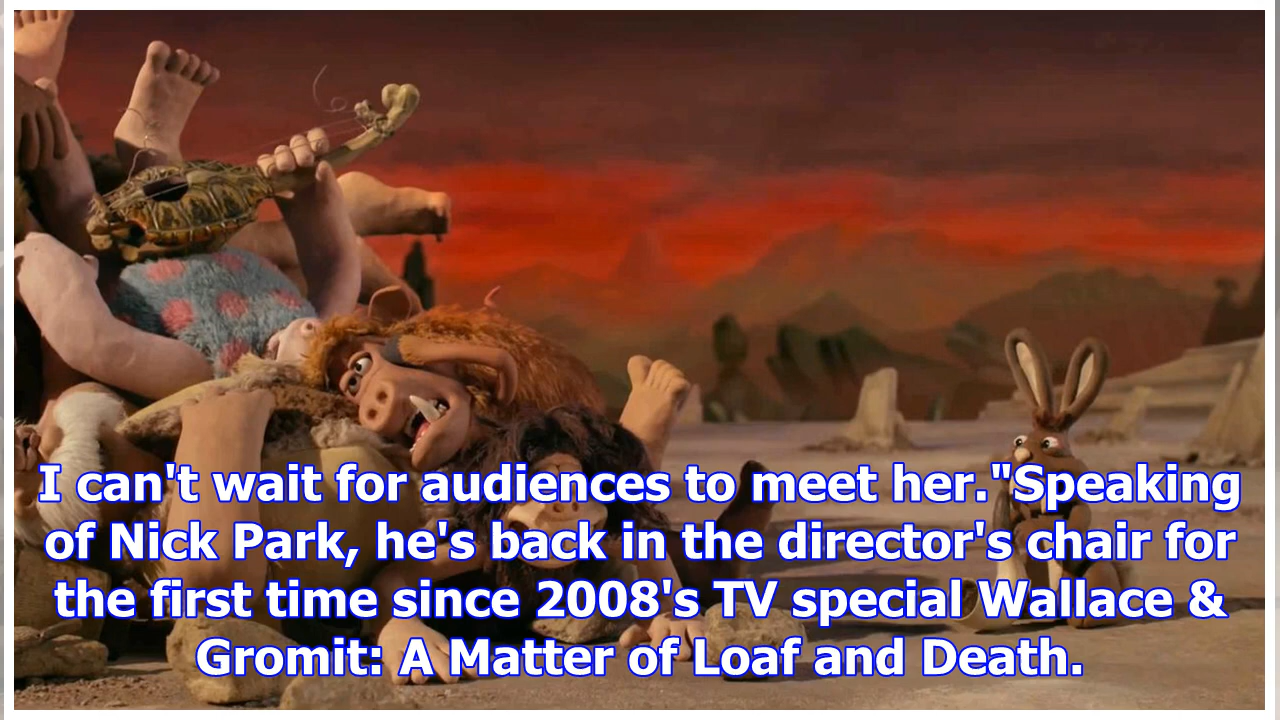 I can't wait for audiences to meet her."Speaking
of Nick Park, he's back in the director's chair for
the first time since 2008's TV special Wallace &
Gromit: A Matter of Loaf and Death.